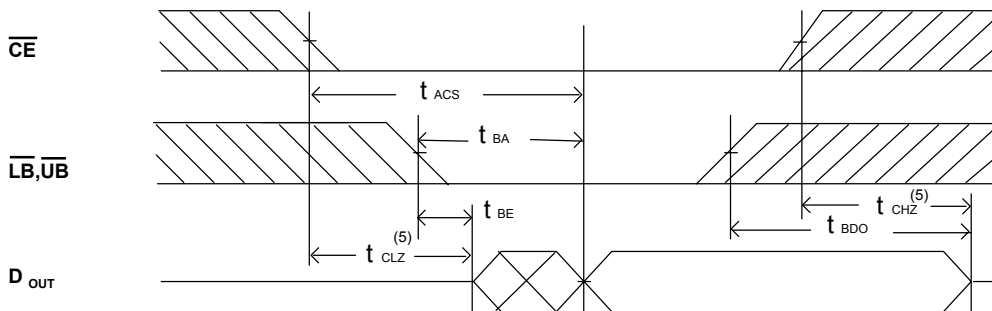 CE
t ACS
t BA
LB,UB
t BE
t CHZ (5)
t CLZ (5)
t BDO
D OUT